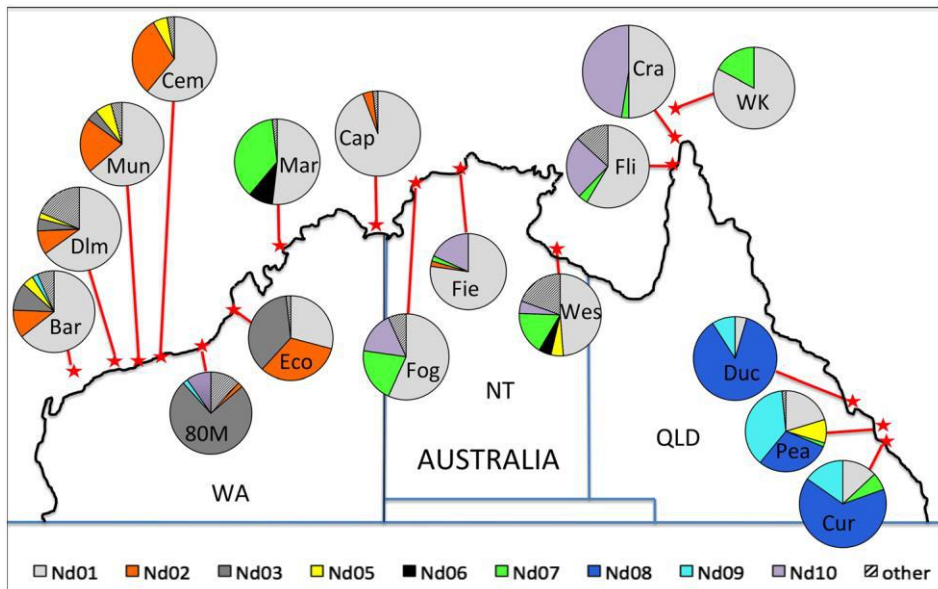 Cem
Mun
Dlm
Bar
Mar
Cap
Cra
WK
Fli
Fie
Wes
Fog
Eco
80M
Duc
Pea
Cur
NT
WA
AUSTRALIA
QLD
Nd01 Nd02 Nd03 Nd05 Nd06 Nd07 Nd08 Nd09 Nd10 other